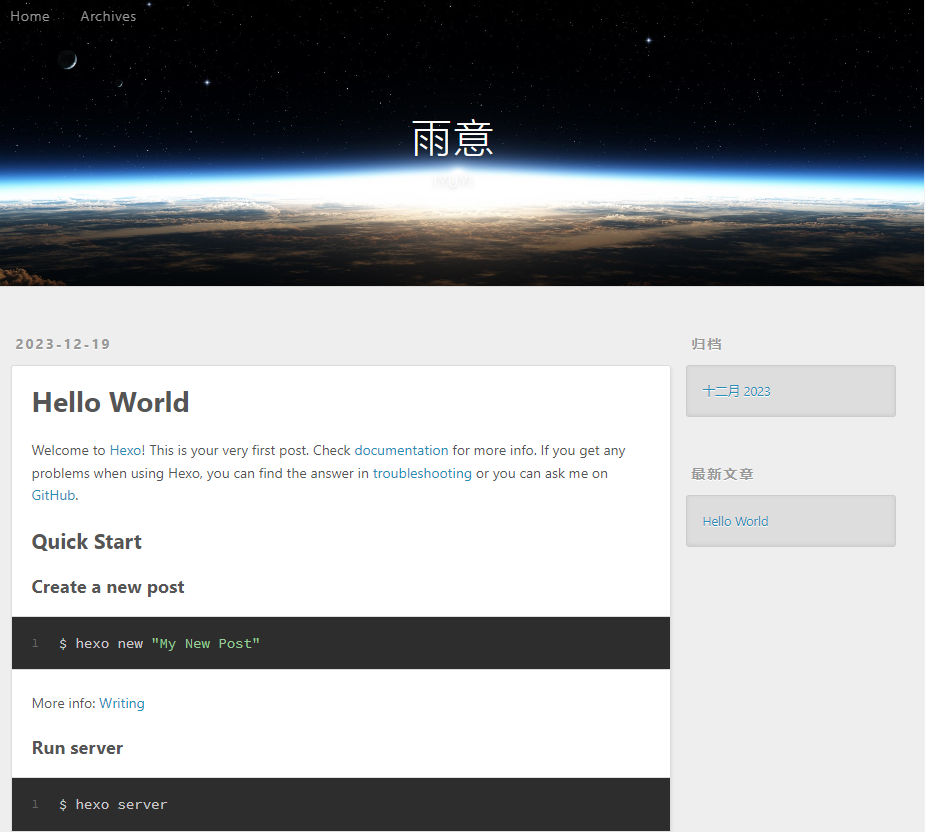 Home Archives
雨意
2023-12-19
Hello World
Welcome to Hexo! This is your very first post. Check documentation for more info. If you get any
problems when using Hexo, you can find the answer in troubleshooting or you can ask me on
GitHub.
Quick Start
Create a new post
1 $ hexo new "My New Post"
More info: Writing
Run server
1 $ hexo server
归档
十二月 2023
最新文章
Hello World